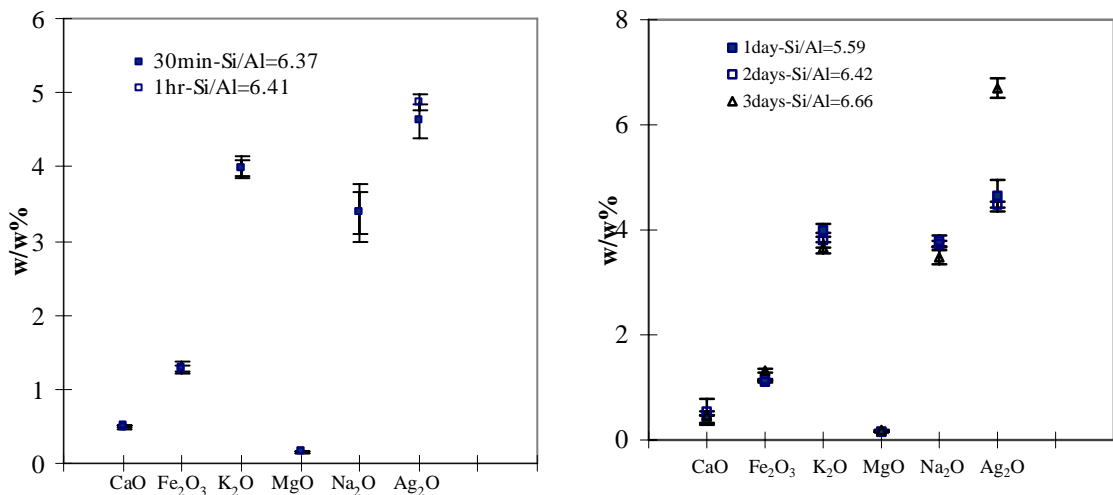 6
5
4
3
2
1
0
w/w%
30min-Si/Al=6.37
1hr-Si/Al=6.41
CaO Fe₂O₃ K₂O MgO Na₂O Ag₂O
8
6
4
2
0
w/w%
1day-Si/Al=5.59
2days-Si/Al=6.42
3days-Si/Al=6.66
CaO Fe₂O₃ K₂O MgO Na₂O Ag₂O